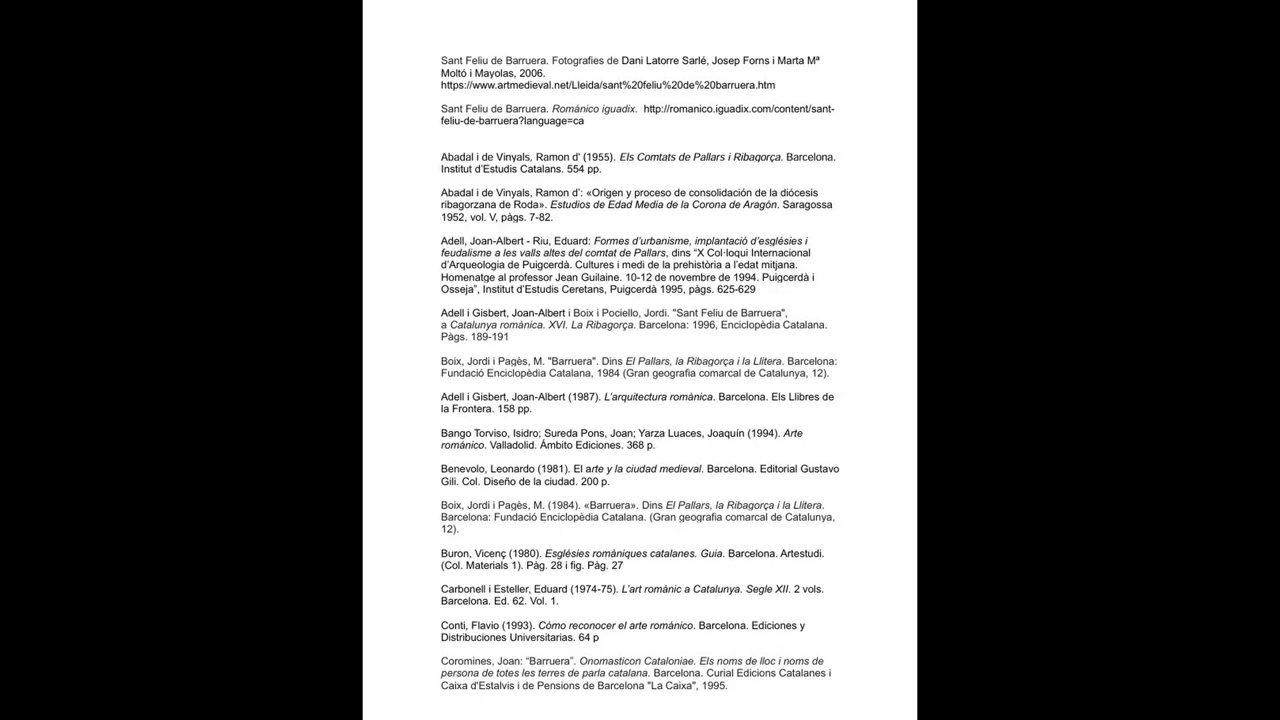 Sant Feliu de Barruera. Fotografies de Dani Latorre Sarlé, Josep Forns i Marta Mª
Moltó i Mayolas, 2006.
https://www.artmedieval.net/Lleida/sant%20feliu%20de%20barruera.htm
Sant Feliu de Barruera. Románico iguadix. http://romanico.iguadix.com/content/sant-
feliu-de-barruera?language=ca
Abadal i de Vinyals, Ramon d' (1955). Els Comtats de Pallars i Ribagorça. Barcelona.
Institut d’Estudis Catalans. 554 pp.
Abadal i de Vinyals, Ramon d’: «Origen y proceso de consolidación de la diócesis
ribagorzana de Roda». Estudios de Edad Media de la Corona de Aragón. Saragossa
1952, vol. V, pàgs. 7-82.
Adell, Joan-Albert - Riu, Eduard: Formes d’urbanisme, implantació d’esglésies i
feudalisme a les valls altes del comtat de Pallars, dins “X Col·loqui Internacional
d’Arqueologia de Puigcerdà. Cultures i medi de la prehistòria a l’edat mitjana.
Homenatge al professor Jean Guilaine. 10-12 de novembre de 1994. Puigcerdà i
Osseja”, Institut d’Estudis Ceretans, Puigcerdà 1995, pàgs. 625-629
Adell i Gisbert, Joan-Albert i Boix i Pociello, Jordi. "Sant Feliu de Barruera",
a Catalunya romànica. XVI. La Ribagorça. Barcelona: 1996, Enciclopèdia Catalana.
Pàgs. 189-191
Boix, Jordi i Pagès, M. "Barruera". Dins El Pallars, la Ribagorça i la Llitera. Barcelona:
Fundació Enciclopèdia Catalana, 1984 (Gran geografia comarcal de Catalunya, 12).
Adell i Gisbert, Joan-Albert (1987). L’arquitectura romànica. Barcelona. Els Llibres de
la Frontera. 158 pp.
Bango Torviso, Isidro; Sureda Pons, Joan; Yarza Luaces, Joaquín (1994). Arte
románico. Valladolid. Ámbito Ediciones. 368 p.
Benevolo, Leonardo (1981). El arte y la ciudad medieval. Barcelona. Editorial Gustavo
Gili. Col. Diseño de la ciudad. 200 p.
Boix, Jordi i Pagès, M. (1984). «Barruera». Dins El Pallars, la Ribagorça i la Llitera.
Barcelona: Fundació Enciclopèdia Catalana. (Gran geografia comarcal de Catalunya,
12).
Buron, Vicenç (1980). Esglésies romàniques catalanes. Guia. Barcelona. Artestudi.
(Col. Materials 1). Pàg. 28 i fig. Pàg. 27
Carbonell i Esteller, Eduard (1974-75). L’art romànic a Catalunya. Segle XII. 2 vols.
Barcelona. Ed. 62. Vol. 1.
Conti, Flavio (1993). Cómo reconocer el arte románico. Barcelona. Ediciones y
Distribuciones Universitarias. 64 p
Coromines, Joan: “Barruera”. Onomasticon Cataloniae. Els noms de lloc i noms de
persona de totes les terres de parla catalana. Barcelona. Curial Edicions Catalanes i
Caixa d'Estalvis i de Pensions de Barcelona "La Caixa", 1995.